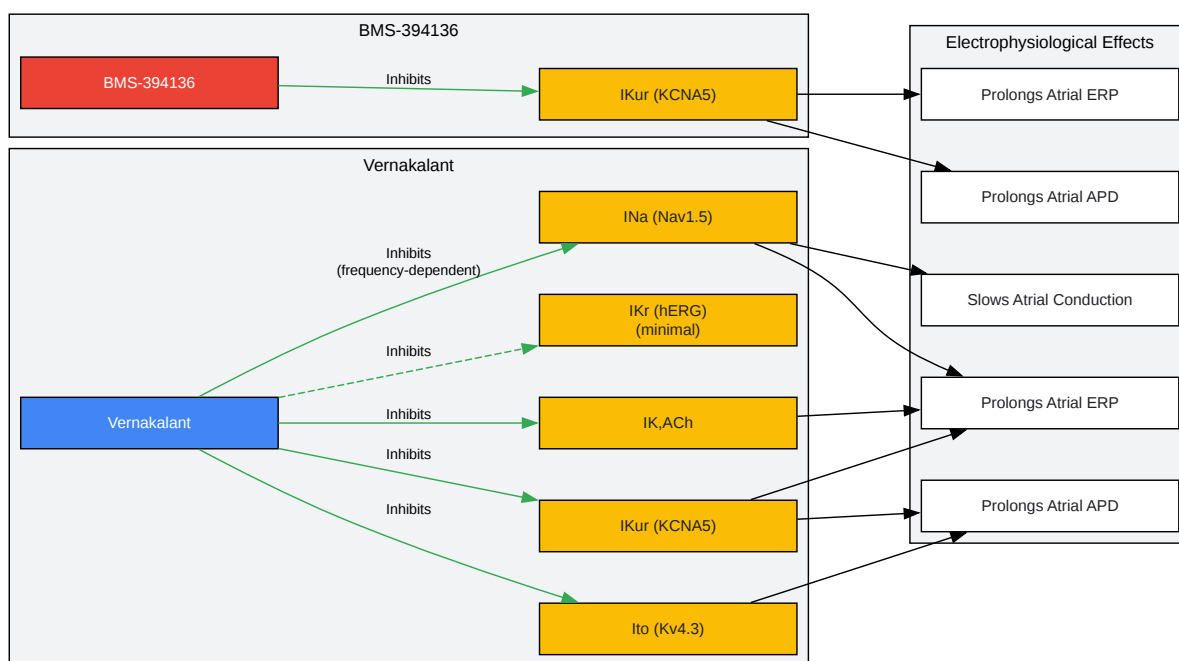 BMS-394136
BMS-394136
Inhibits
IKur (KCNA5)
Electrophysiological Effects
Prolongs Atrial ERP
Prolongs Atrial APD
Slows Atrial Conduction
Prolongs Atrial ERP
Prolongs Atrial APD
Vernakalant
Vernakalant
Inhibits
(frequency-dependent)
Inhibits
Inhibits
Inhibits
Inhibits
INa (Nav1.5)
IKr (hERG)
(minimal)
IK,ACh
IKur (KCNA5)
Ito (Kv4.3)